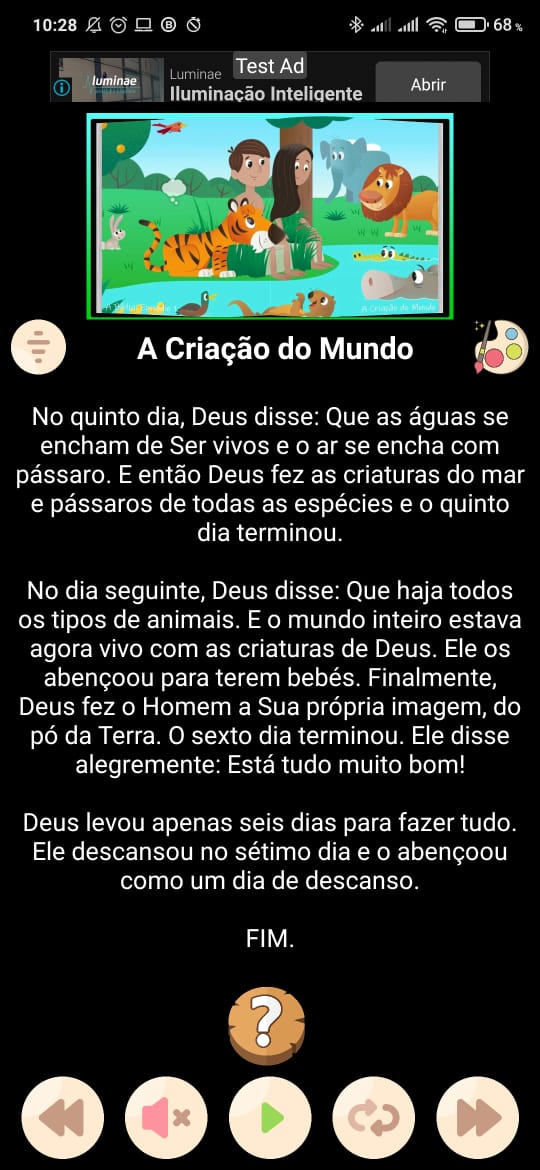 10:28
68%
luminae
Luminae
Test Ad
Iluminação Inteligente
Abrir
A Criação do Mundo
A Criação do Mundo
No quinto dia, Deus disse: Que as águas se
encham de Ser vivos e o ar se encha com
pássaro. E então Deus fez as criaturas do mar
e pássaros de todas as espécies e o quinto
dia terminou.
No dia seguinte, Deus disse: Que haja todos
os tipos de animais. E o mundo inteiro estava
agora vivo com as criaturas de Deus. Ele os
abençoou para terem bebés. Finalmente,
Deus fez o Homem a Sua própria imagem, do
pó da Terra. O sexto dia terminou. Ele disse
alegremente: Está tudo muito bom!
Deus levou apenas seis dias para fazer tudo.
Ele descansou no sétimo dia e o abençoou
como um dia de descanso.
FIM.
?